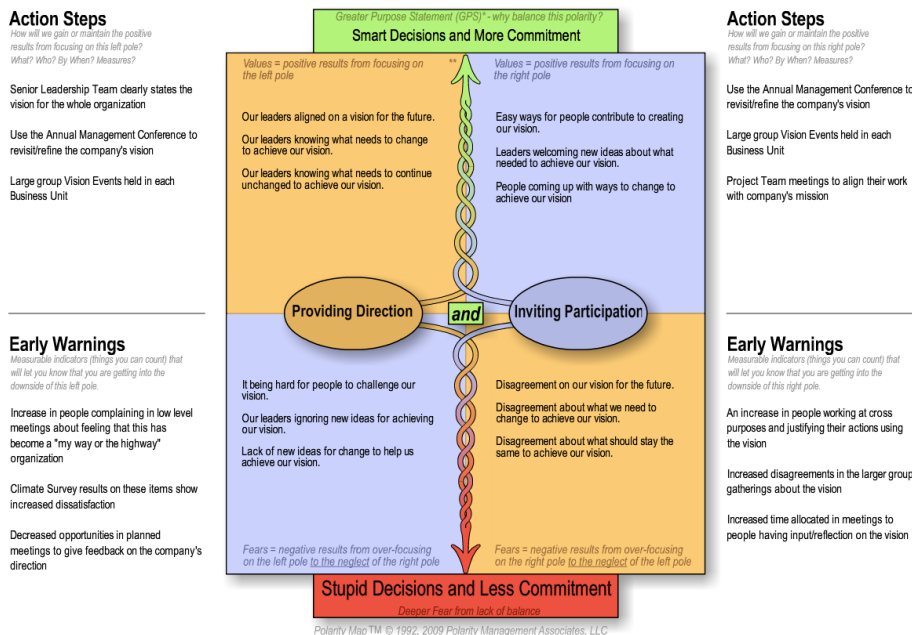 Action Steps
How will we gain or maintain the positive
results from focusing on this left pole?
What? Who? By When? Measures?
Senior Leadership Team clearly states the
vision for the whole organization
Use the Annual Management Conference to
revisit/refine the company's vision
Large group Vision Events held in each
Business Unit
Early Warnings
Measurable indicators (things you can count) that
will let you know that you are getting into the
downside of this left pole.
Increase in people complaining in low level
meetings about feeling that this has
become a "my way or the highway"
organization
Climate Survey results on these items show
increased dissatisfaction
Decreased opportunities in planned
meetings to give feedback on the company's
direction
Greater Purpose Statement (GPS)* - why balance this polarity?
Smart Decisions and More Commitment
Values = positive results from focusing on
the left pole
**
Values = positive results from focusing on
the right pole
Our leaders aligned on a vision for the future.
Our leaders knowing what needs to change
to achieve our vision.
Our leaders knowing what needs to continue
unchanged to achieve our vision.
Easy ways for people contribute to creating
our vision.
Leaders welcoming new ideas about what
needed to achieve our vision.
People coming up with ways to change to
achieve our vision
Providing Direction
and
Inviting Participation
It being hard for people to challenge our
vision.
Our leaders ignoring new ideas for achieving
our vision.
Lack of new ideas for change to help us
achieve our vision.
Disagreement on our vision for the future.
Disagreement about what we need to
change to achieve our vision.
Disagreement about what should stay the
same to achieve our vision.
Fears = negative results from over-focusing
on the left pole to the neglect of the right pole
Fears = negative results from over-focusing
on the right pole to the neglect of the left pole
Stupid Decisions and Less Commitment
Deeper Fear from lack of balance
Polarity Map™ © 1992, 2009 Polarity Management Associates, LLC
Action Steps
How will we gain or maintain the positive
results from focusing on this right pole?
What? Who? By When? Measures?
Use the Annual Management Conference to
revisit/refine the company's vision
Large group Vision Events held in each
Business Unit
Project Team meetings to align their work
with company's mission
Early Warnings
Measurable indicators (things you can count) that
will let you know that you are getting into the
downside of this right pole.
An increase in people working at cross
purposes and justifying their actions using
the vision
Increased disagreements in the larger group
gatherings about the vision
Increased time allocated in meetings to
people having input/reflection on the vision